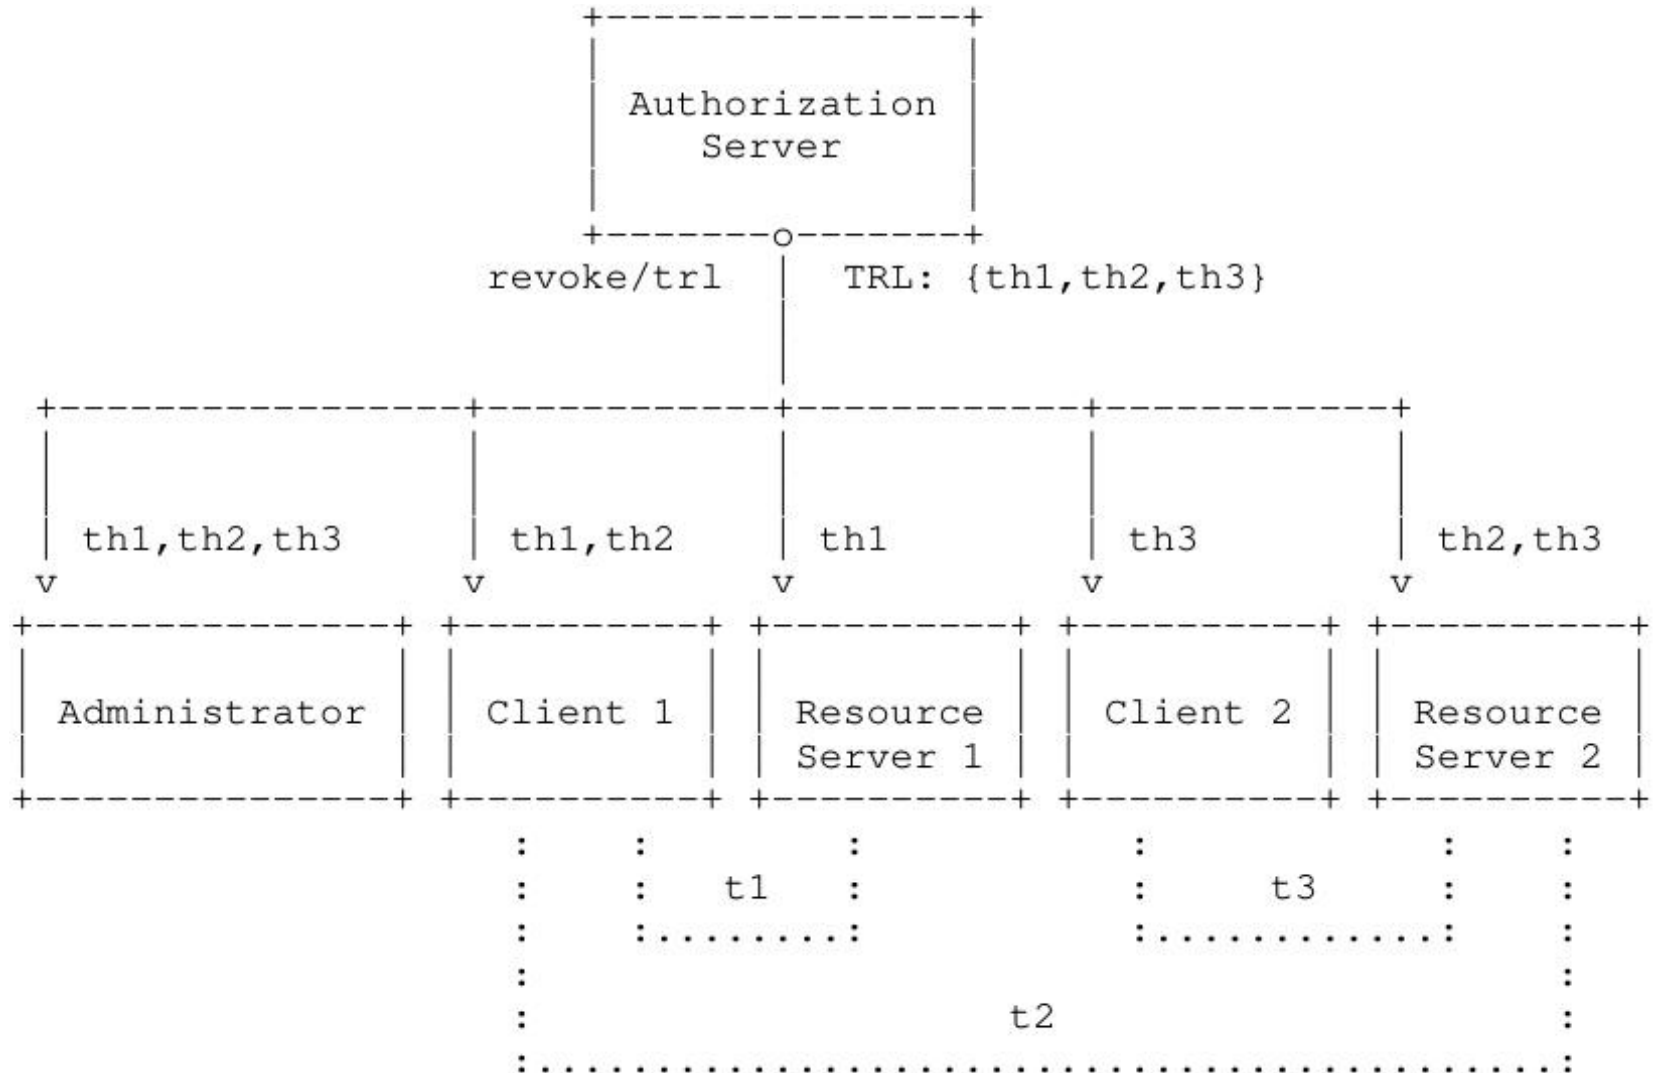 Authorization
Server
revoke/trl TRL: {th1,th2,th3}
th1,th2,th3 th1,th2 th1 th3 th2,th3
v v v v v
Administrator Client 1 Resource Client 2 Resource
Server 1 Server 2
t1 t3
t2